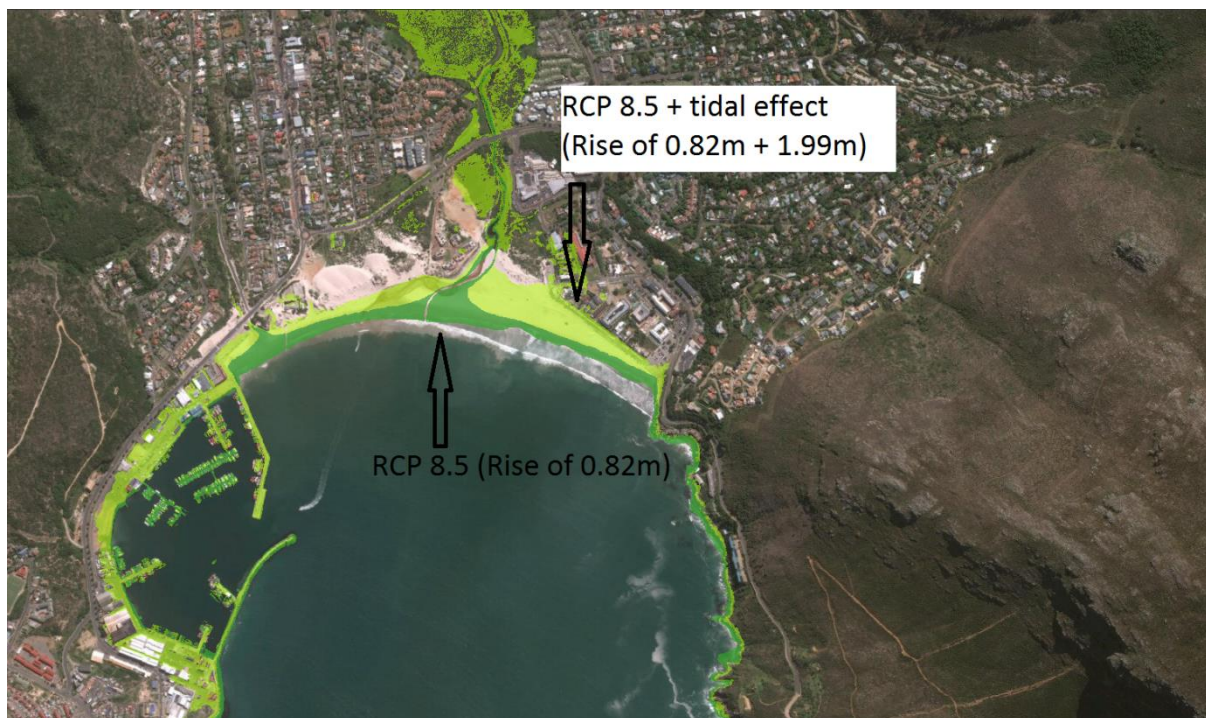 RCP 8.5 + tidal effect
(Rise of 0.82m + 1.99m)
RCP 8.5 (Rise of 0.82m)